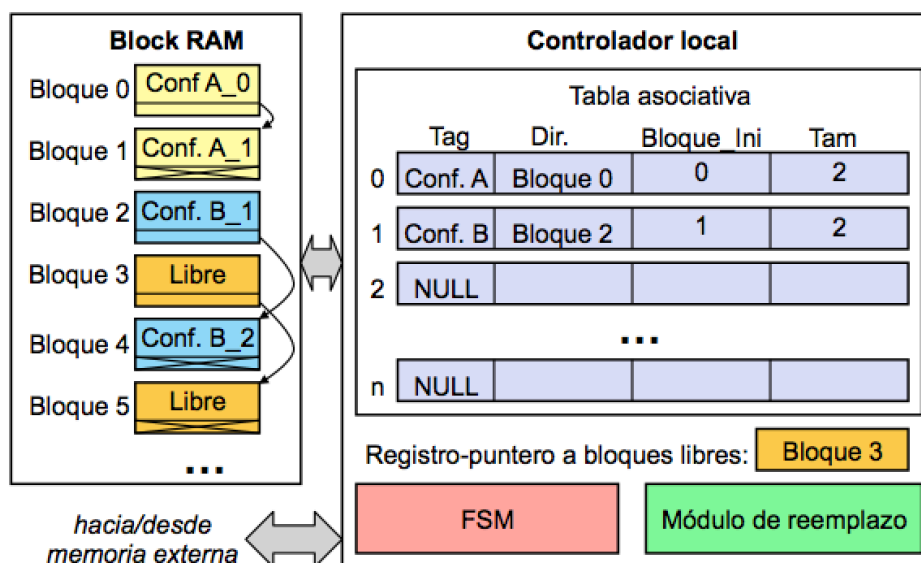 Block RAM
Bloque 0 Conf A_0
Bloque 1 Conf. A_1
Bloque 2 Conf. B_1
Bloque 3 Libre
Bloque 4 Conf. B_2
Bloque 5 Libre
...
hacia/desde
memoria externa
Controlador local
Tabla asociativa
Tag Dir. Bloque_Ini Tam
0 Conf. A Bloque 0 0 2
1 Conf. B Bloque 2 1 2
2 NULL
...
n NULL
Registro-puntero a bloques libres: Bloque 3
FSM Módulo de reemplazo